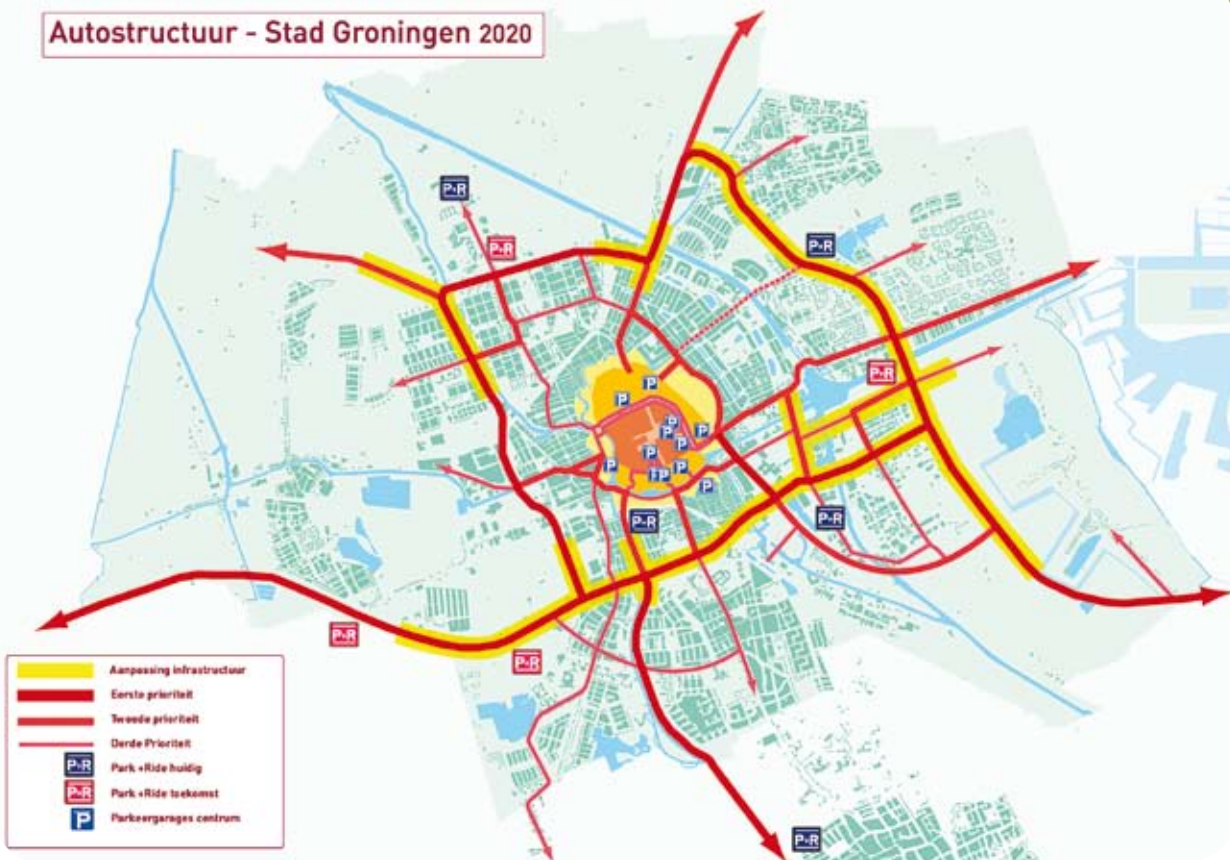 Autostructuur - Stad Groningen 2020
P+R
P+R
P+R
P+R
P
P
P
P
P
P
P
P
P
P
P
P
P+R
P+R
P+R
P+R
P+R
Aanpassing infrastructuur
Eerste prioriteit
Tweede prioriteit
Derde Prioriteit
P+R Park +Ride huidig
P+R Park +Ride toekomst
P Parkeergarages centrum